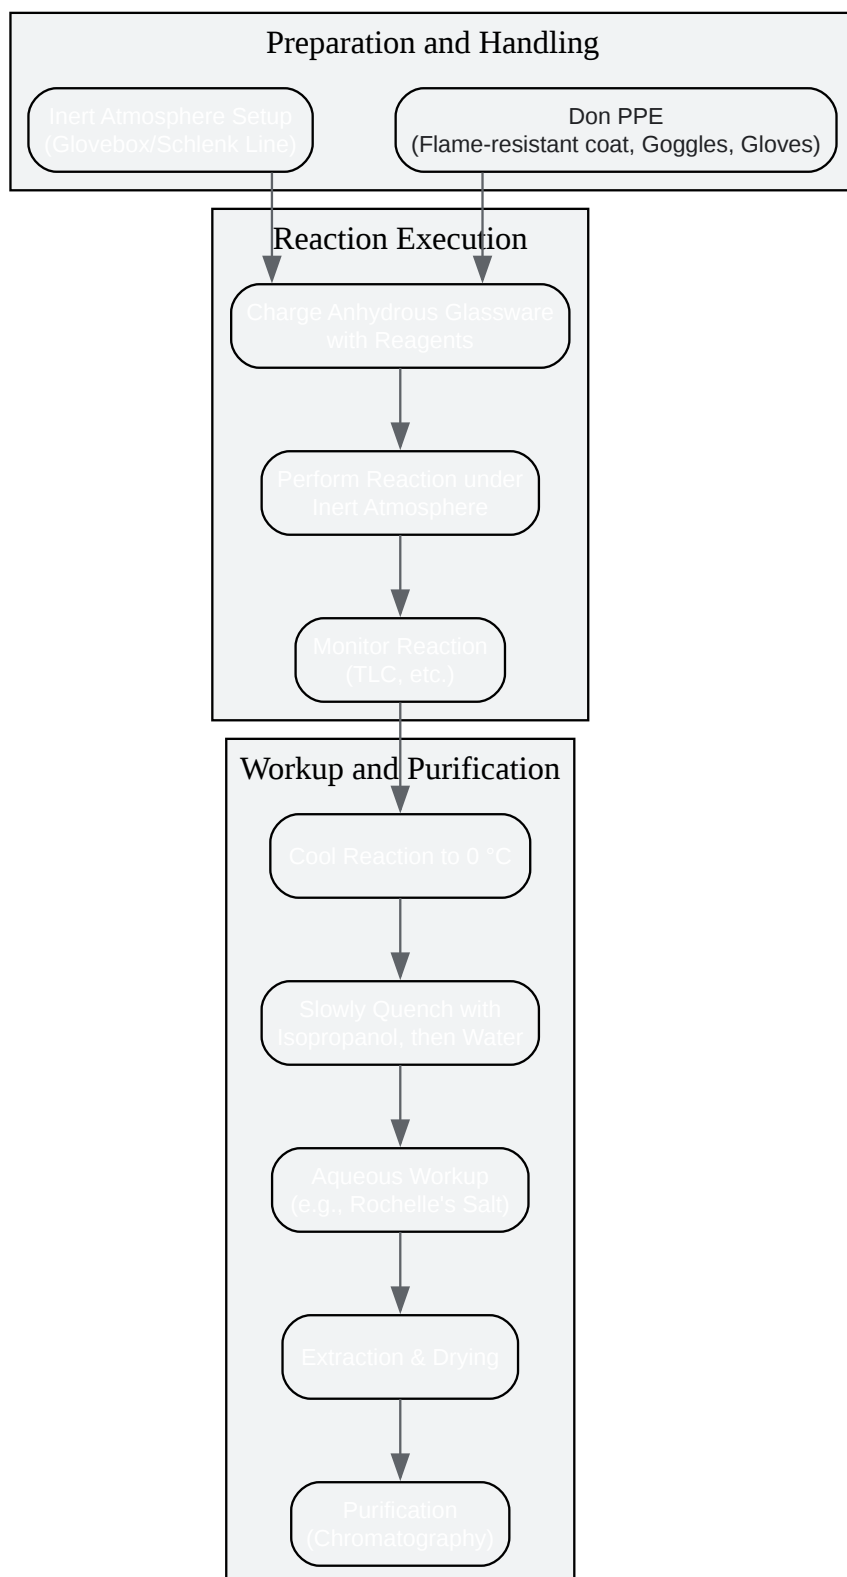 Preparation and Handling
Inert Atmosphere Setup
(Glovebox/Schlenk Line)
Don PPE
(Flame-resistant coat, Goggles, Gloves)
Reaction Execution
Charge Anhydrous Glassware
with Reagents
Perform Reaction under
Inert Atmosphere
Monitor Reaction
(TLC, etc.)
Workup and Purification
Cool Reaction to 0 °C
Slowly Quench with
Isopropanol, then Water
Aqueous Workup
(e.g., Rochelle's Salt)
Extraction & Drying
Purification
(Chromatography)